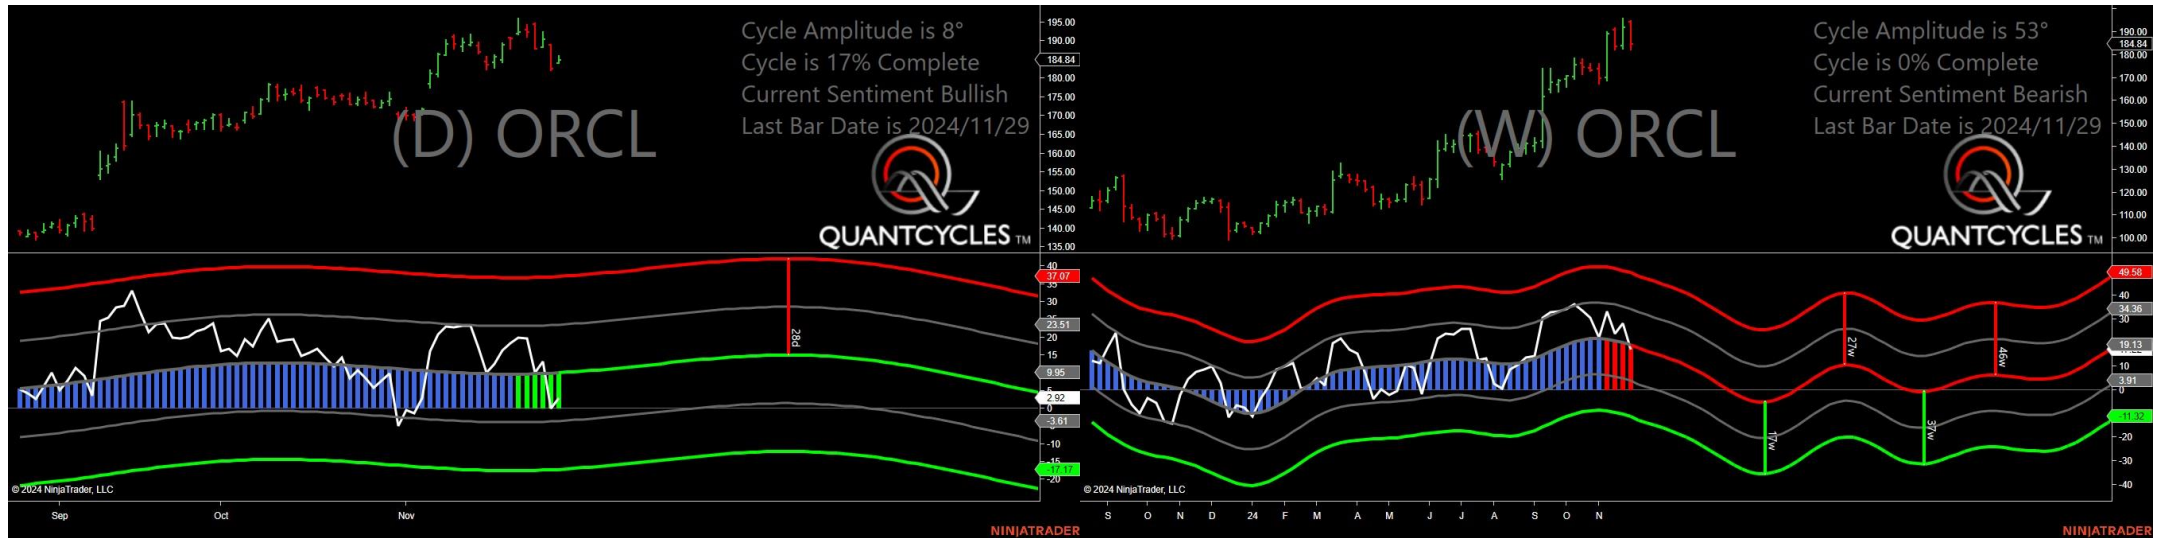 Cycle Amplitude is 8°
Cycle is 17% Complete
Current Sentiment Bullish
Last Bar Date is 2024/11/29
(D) ORCL
QUANTCYCLES TM
195.00
190.00
184.84
180.00
175.00
170.00
165.00
160.00
155.00
150.00
145.00
140.00
135.00
40
37.07
35
30
25
23.51
20
15
9.95
5
2.92
0
-3.61
-10
-15
-17.17
-20
28d
© 2024 NinjaTrader, LLC
Sep Oct Nov
NINJATRADER
Cycle Amplitude is 53°
Cycle is 0% Complete
Current Sentiment Bearish
Last Bar Date is 2024/11/29
(W) ORCL
QUANTCYCLES TM
190.00
184.84
180.00
170.00
160.00
150.00
140.00
130.00
120.00
110.00
100.00
49.58
40
34.36
30
19.13
10
3.91
0
-11.32
-20
-30
-40
27w
46w
17w
37w
© 2024 NinjaTrader, LLC
S O N D 24 F M A M J J A S O N
NINJATRADER